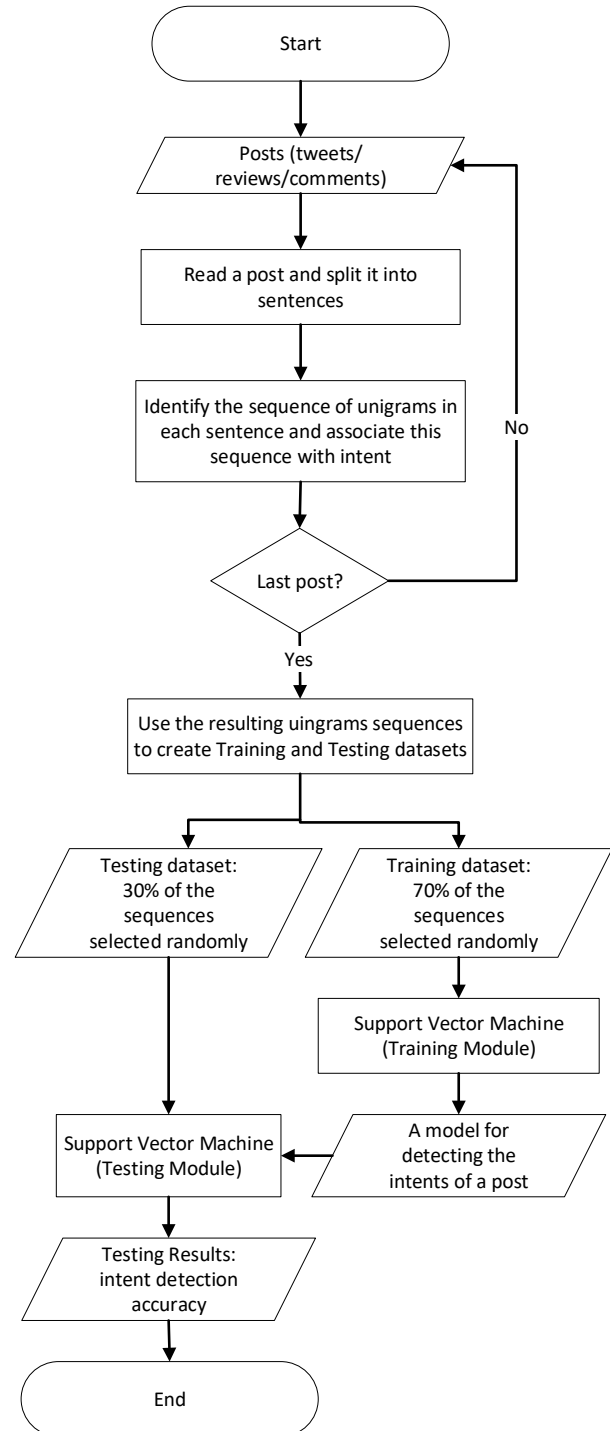 Start
Posts (tweets/
reviews/comments)
Read a post and split it into
sentences
Identify the sequence of unigrams in
each sentence and associate this
sequence with intent
No
Last post?
Yes
Use the resulting uingrams sequences
to create Training and Testing datasets
Testing dataset:
30% of the
sequences
selected randomly
Training dataset:
70% of the
sequences
selected randomly
Support Vector Machine
(Training Module)
Support Vector Machine
(Testing Module)
A model for
detecting the
intents of a post
Testing Results:
intent detection
accuracy
End